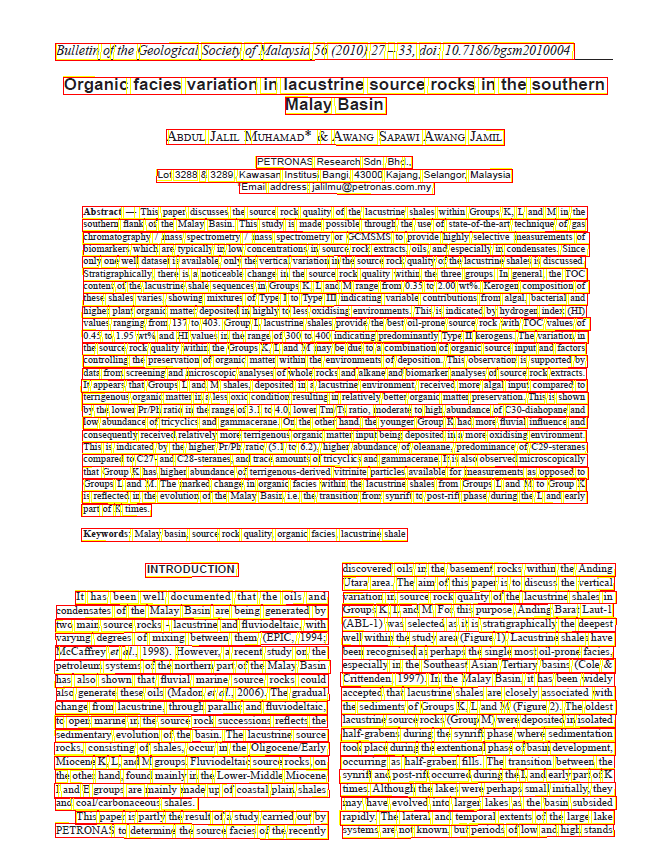 Bulletin of the Geological Society of Malaysia 56 (2010) 27 – 33, doi: 10.7186/bgsm2010004
Organic facies variation in lacustrine source rocks in the southern
Malay Basin
Abdul Jalil Muhamad* & Awang Sapawi Awang Jamil
PETRONAS Research Sdn. Bhd.,
Lot 3288 & 3289, Kawasan Institusi Bangi, 43000 Kajang, Selangor, Malaysia
*Email address: jalilmu@petronas.com.my
Abstract — This paper discusses the source rock quality of the lacustrine shales within Groups K, L and M in the
southern flank of the Malay Basin. This study is made possible through the use of state-of-the-art technique of gas
chromatography / mass spectrometry / mass spectrometry or GCMSMS to provide highly selective measurements of
biomarkers which are typically in low concentrations in source rock extracts, oils, and especially, in condensates. Since
only one well dataset is available, only the vertical variation in the source rock quality of the lacustrine shales is discussed.
Stratigraphically, there is a noticeable change in the source rock quality within the three groups. In general, the TOC
content of the lacustrine shale sequences in Groups K, L and M range from 0.35 to 2.00 wt%. Kerogen composition of
these shales varies, showing mixtures of Type I to Type III indicating variable contributions from algal, bacterial and
higher plant organic matter deposited in highly to less oxidising environments. This is indicated by hydrogen index (HI)
values ranging from 137 to 403. Group L lacustrine shales provide the best oil-prone source rock with TOC values of
0.45 to 1.95 wt% and HI values in the range of 300 to 400 indicating predominantly Type II kerogens. The variation in
the source rock quality within the Groups K, L and M may be due to a combination of organic source input and factors
controlling the preservation of organic matter within the environments of deposition. This observation is supported by
data from screening and microscopic analyses of whole rocks and alkane and biomarker analyses of source rock extracts.
It appears that Groups L and M shales, deposited in a lacustrine environment, received more algal input compared to
terrigenous organic matter in a less oxic condition, resulting in relatively better organic matter preservation. This is shown
by the lower Pr/Ph ratio in the range of 3.1 to 4.0, lower Tm/Ts ratio, moderate to high abundance of C30-diahopane and
low abundance of tricyclics and gammacerane. On the other hand, the younger Group K had more fluvial influence and
consequently received relatively more terrigenous organic matter input being deposited in a more oxidising environment.
This is indicated by the higher Pr/Ph ratio (5.1 to 6.2), higher abundance of oleanane, predominance of C29-steranes
compared to C27- and C28-steranes, and trace amounts of tricyclics and gammacerane. It is also observed microscopically
that Group K has higher abundance of terrigenous-derived vitrinite particles available for measurements as opposed to
Groups L and M. The marked change in organic facies within the lacustrine shales from Groups L and M to Group K
is reflected in the evolution of the Malay Basin, i.e. the transition from synrift to post-rift phase during the L and early
part of K times.
Keywords: Malay basin, source rock quality, organic facies, lacustrine shale
INTRODUCTION
It has been well documented that the oils and
condensates of the Malay Basin are being generated by
two main source rocks - lacustrine and fluviodeltaic, with
varying degrees of mixing between them (EPIC, 1994;
McCaffrey et al., 1998). However, a recent study on the
petroleum systems of the northern part of the Malay Basin
has also shown that fluvial marine source rocks could
also generate these oils (Madon et al., 2006). The gradual
change from lacustrine, through parallic and fluviodeltaic,
to open marine in the source rock successions reflects the
sedimentary evolution of the basin. The lacustrine source
rocks, consisting of shales, occur in the Oligocene/Early
Miocene K, L, and M groups. Fluviodeltaic source rocks, on
the other hand, found mainly in the Lower-Middle Miocene
I and E groups are mainly made up of coastal plain shales
and coal/carbonaceous shales.
This paper is partly the result of a study carried out by
PETRONAS to determine the source facies of the recently
discovered oils in the basement rocks within the Anding
Utara area. The aim of this paper is to discuss the vertical
variation in source rock quality of the lacustrine shales in
Groups K, L and M. For this purpose, Anding Barat Laut-1
(ABL-1) was selected as it is stratigraphically the deepest
well within the study area (Figure 1). Lacustrine shales have
been recognised as perhaps the single most oil-prone facies,
especially in the Southeast Asian Tertiary basins (Cole &
Crittenden, 1997). In the Malay Basin, it has been widely
accepted that lacustrine shales are closely associated with
the sediments of Groups K, L and M (Figure 2). The oldest
lacustrine source rocks (Group M) were deposited in isolated
half-grabens during the synrift phase where sedimentation
took place during the extentional phase of basin development,
occurring as half-graben fills. The transition between the
synrift and post-rift occurred during the L and early part of K
times. Although the lakes were perhaps small initially, they
may have evolved into larger lakes as the basin subsided
rapidly. The lateral and temporal extents of the large lake
systems are not known, but periods of low and high stands